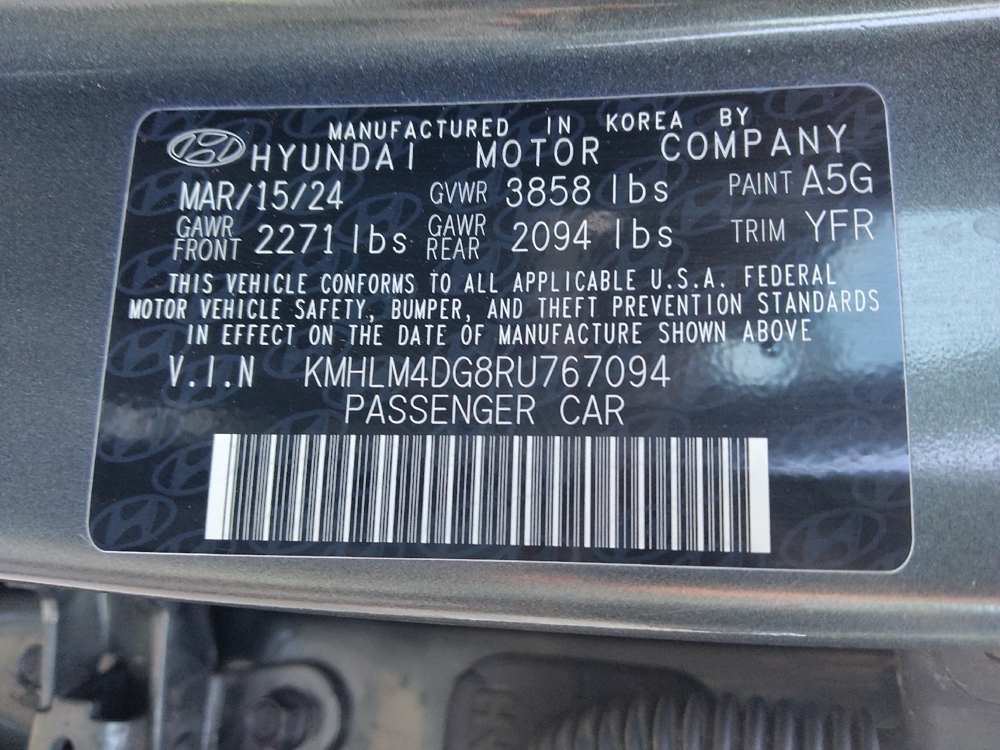 MANUFACTURED IN KOREA BY
HYUNDAI MOTOR COMPANY
MAR/15/24 GVWR 3858 lbs PAINT A5G
GAWR FRONT 2271 lbs GAWR REAR 2094 lbs TRIM YFR
THIS VEHICLE CONFORMS TO ALL APPLICABLE U.S.A. FEDERAL
MOTOR VEHICLE SAFETY, BUMPER, AND THEFT PREVENTION STANDARDS
IN EFFECT ON THE DATE OF MANUFACTURE SHOWN ABOVE
V.I.N KMHLM4DG8RU767094
PASSENGER CAR